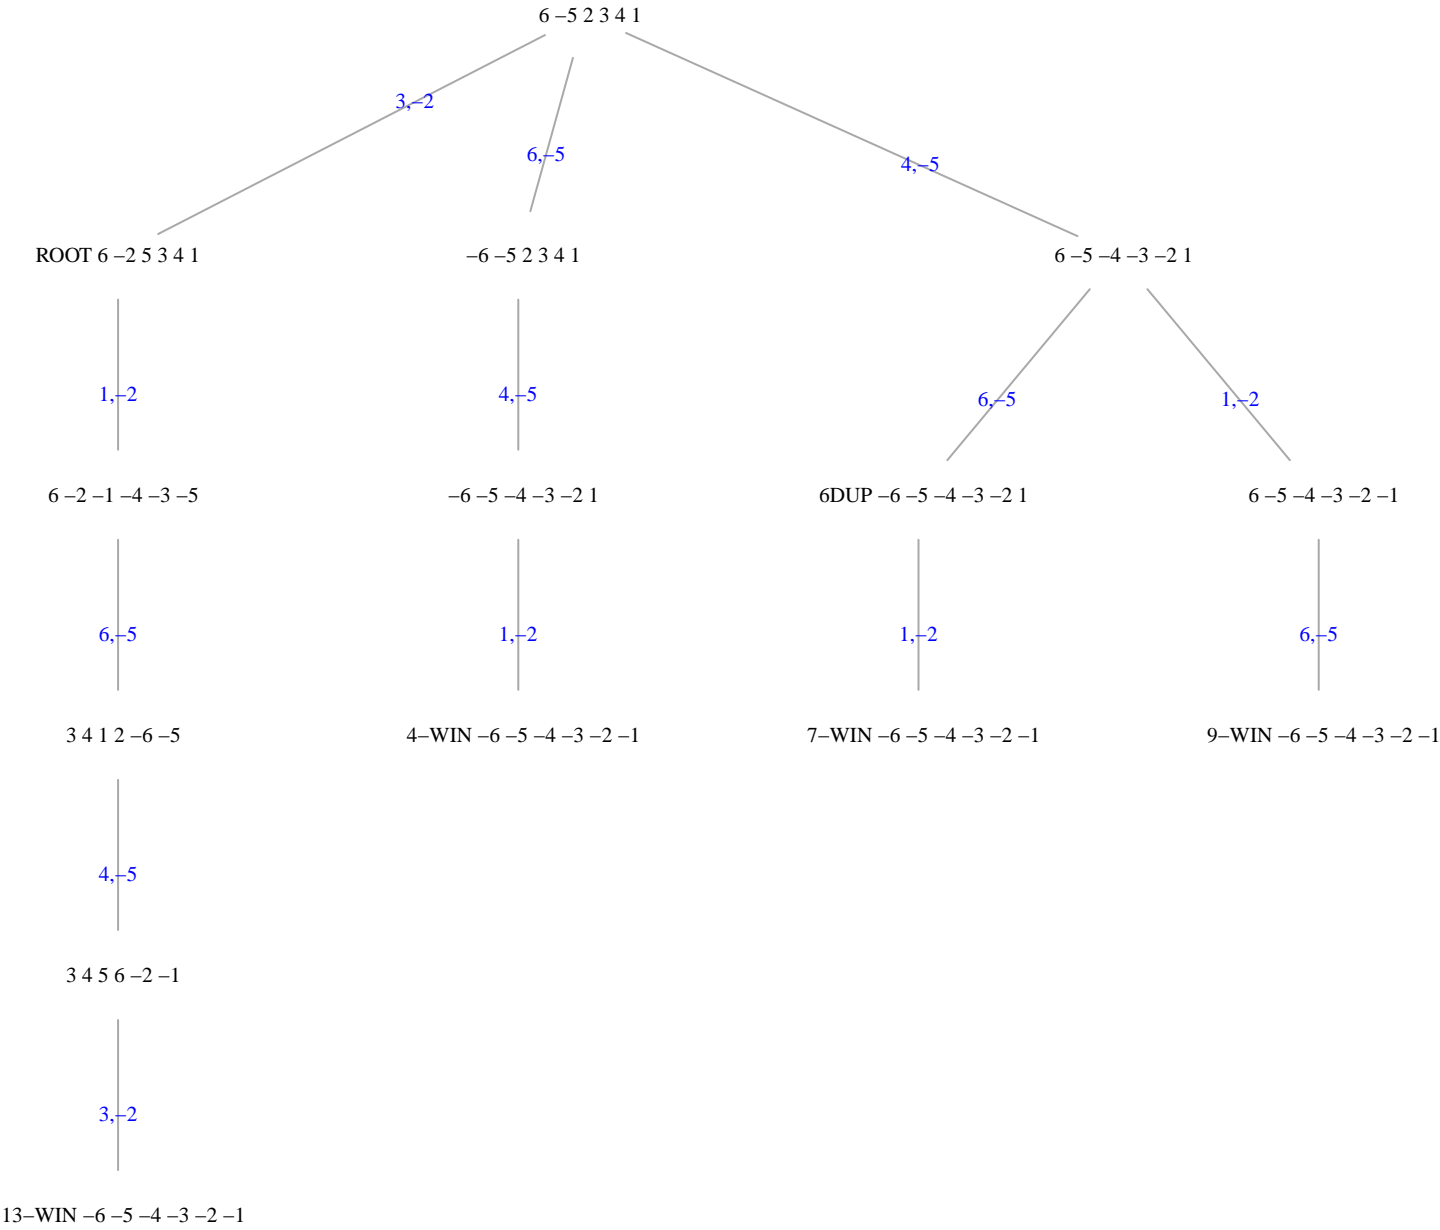 6 –5 2 3 4 1
3,–2
6,–5
4,–5
ROOT 6 –2 5 3 4 1
–6 –5 2 3 4 1
6 –5 –4 –3 –2 1
1,–2
4,–5
6,–5
1,–2
6 –2 –1 –4 –3 –5
–6 –5 –4 –3 –2 1
6DUP –6 –5 –4 –3 –2 1
6 –5 –4 –3 –2 –1
6,–5
1,–2
1,–2
6,–5
3 4 1 2 –6 –5
4–WIN –6 –5 –4 –3 –2 –1
7–WIN –6 –5 –4 –3 –2 –1
9–WIN –6 –5 –4 –3 –2 –1
4,–5
3 4 5 6 –2 –1
3,–2
13–WIN –6 –5 –4 –3 –2 –1